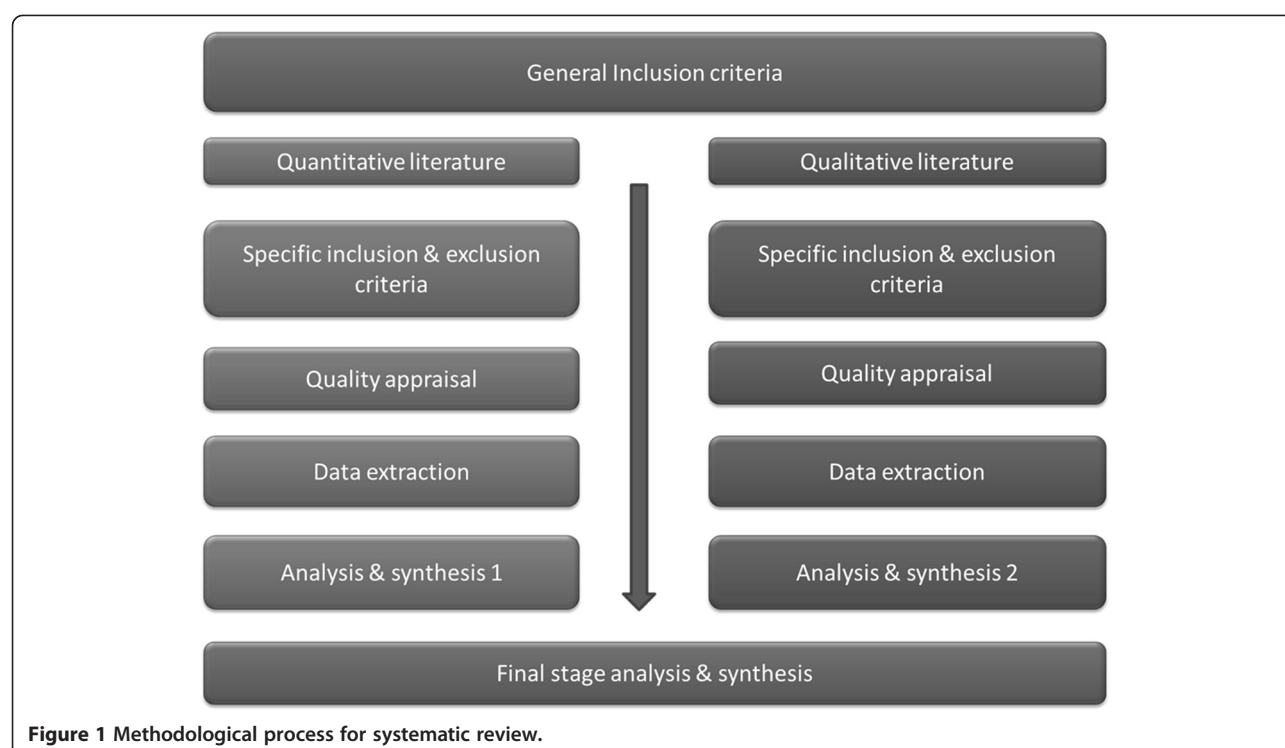 General Inclusion criteria
Quantitative literature
Qualitative literature
Specific inclusion & exclusion
criteria
Specific inclusion & exclusion
criteria
Quality appraisal
Quality appraisal
Data extraction
Data extraction
Analysis & synthesis 1
Analysis & synthesis 2
Final stage analysis & synthesis
Figure 1 Methodological process for systematic review.